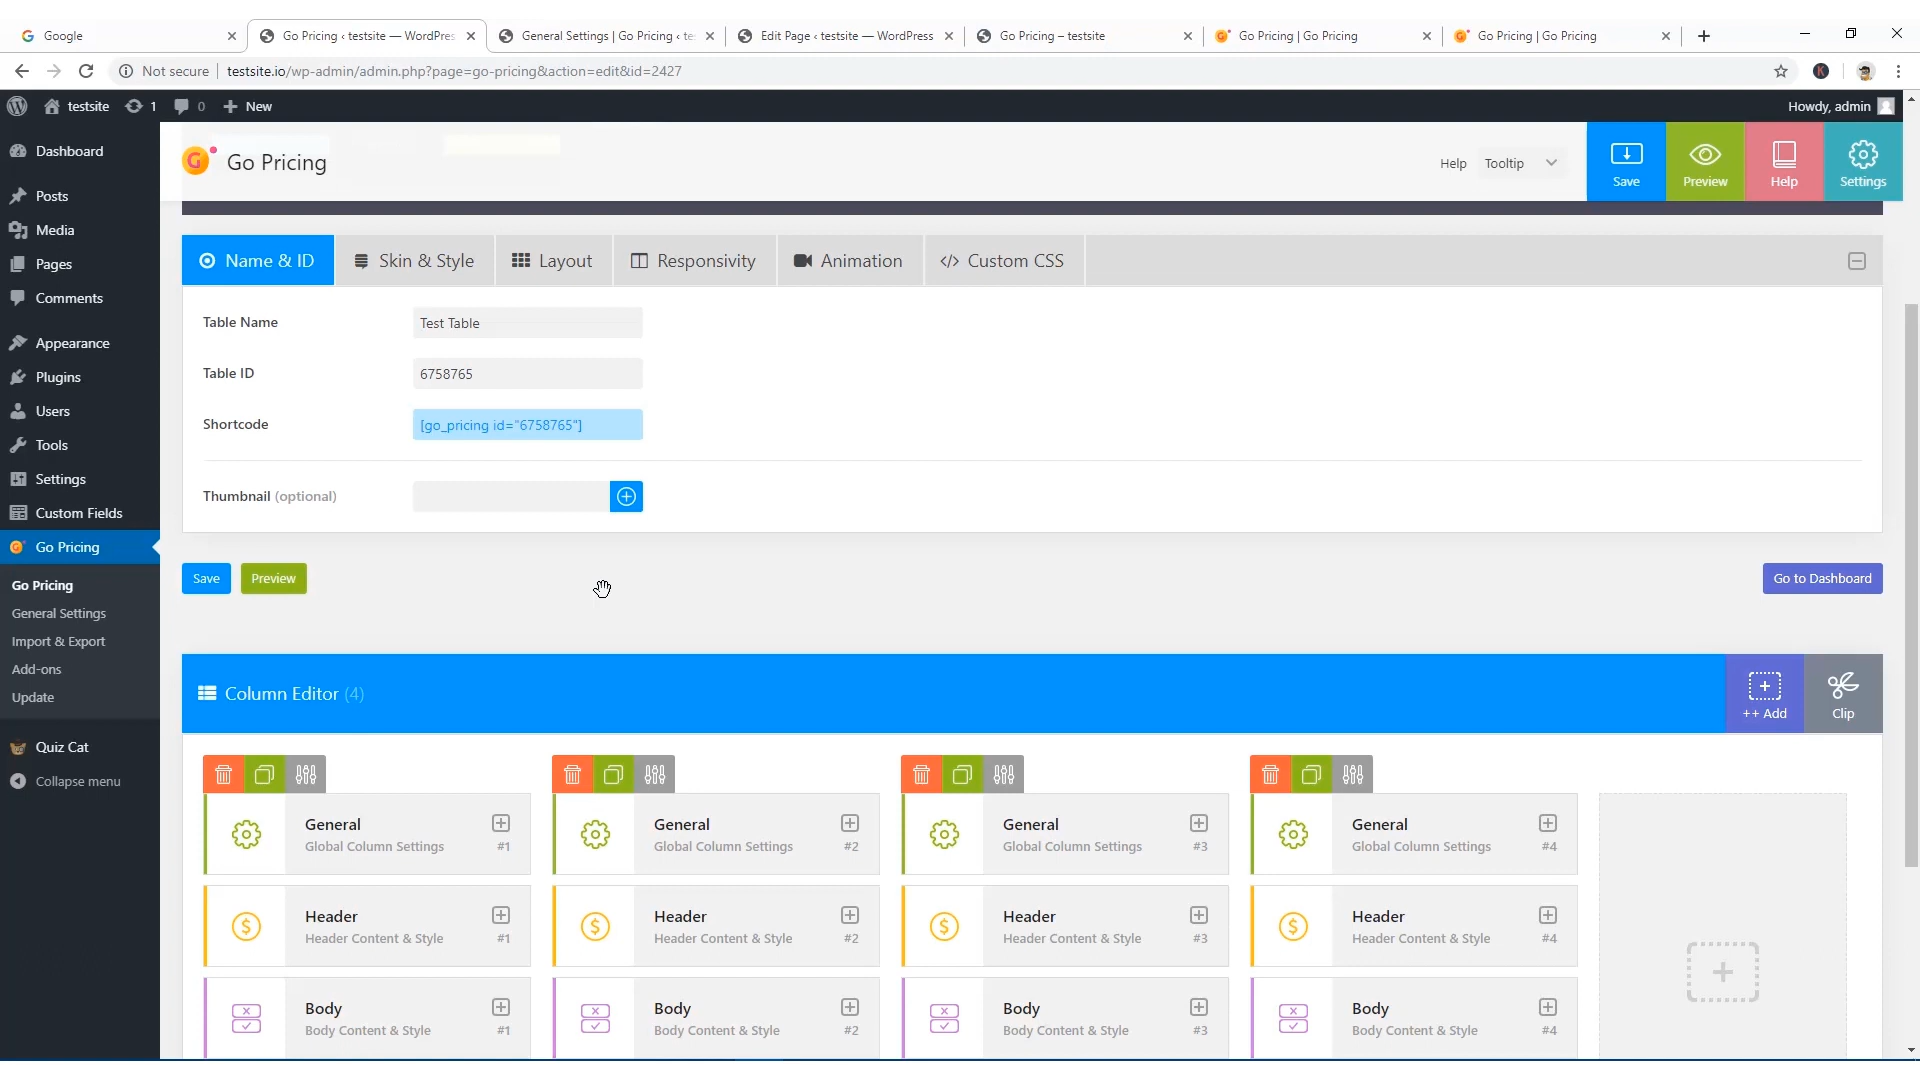 Google
Go Pricing ‹ testsite — WordPres
General Settings | Go Pricing ‹ te
Edit Page ‹ testsite — WordPress
Go Pricing – testsite
Go Pricing | Go Pricing
Go Pricing | Go Pricing
Not secure
testsite.io/wp-admin/admin.php?page=go-pricing&action=edit&id=2427
testsite
1
0
New
Howdy, admin
Dashboard
Posts
Media
Pages
Comments
Appearance
Plugins
Users
Tools
Settings
Custom Fields
Go Pricing
Go Pricing
General Settings
Import & Export
Add-ons
Update
Quiz Cat
Collapse menu
Go Pricing
Help
Tooltip
Save
Preview
Help
Settings
Name & ID
Skin & Style
Layout
Responsivity
Animation
</> Custom CSS
Table Name
Test Table
Table ID
6758765
Shortcode
[go_pricing id="6758765"]
Thumbnail (optional)
Save
Preview
Go to Dashboard
Column Editor (4)
++ Add
Clip
General
Global Column Settings
#1
General
Global Column Settings
#2
General
Global Column Settings
#3
General
Global Column Settings
#4
Header
Header Content & Style
#1
Header
Header Content & Style
#2
Header
Header Content & Style
#3
Header
Header Content & Style
#4
Body
Body Content & Style
#1
Body
Body Content & Style
#2
Body
Body Content & Style
#3
Body
Body Content & Style
#4